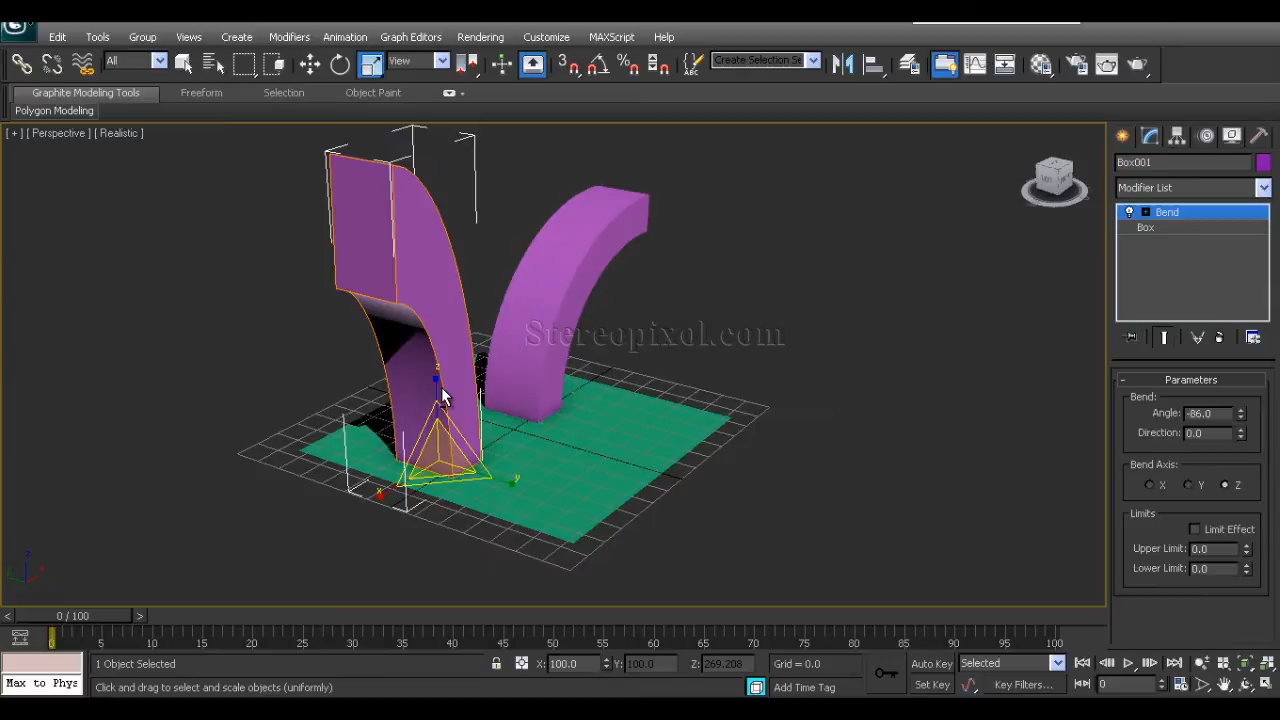 Edit Tools Group Views Create Modifiers Animation Graph Editors Rendering Customize MAXScript Help
All View 3 Create Selection Se
Graphite Modeling Tools Freeform Selection Object Paint
Polygon Modeling
[ + ] [ Perspective ] [ Realistic ]
Box001
Modifier List
Bend
Box
Stereopixol.com
Parameters
Bend:
Angle: -86.0
Direction: 0.0
Bend Axis:
X Y Z
Limits
Limit Effect
Upper Limit: 0.0
Lower Limit: 0.0
z
x
y
< 0 / 100 >
0 5 10 15 20 25 30 35 40 45 50 55 60 65 70 75 80 85 90 95 100
1 Object Selected X: 100.0 Y: 100.0 Z: 269.208 Grid = 0.0 Auto Key Selected
Max to Phys Click and drag to select and scale objects (uniformly) Add Time Tag Set Key Key Filters... 0